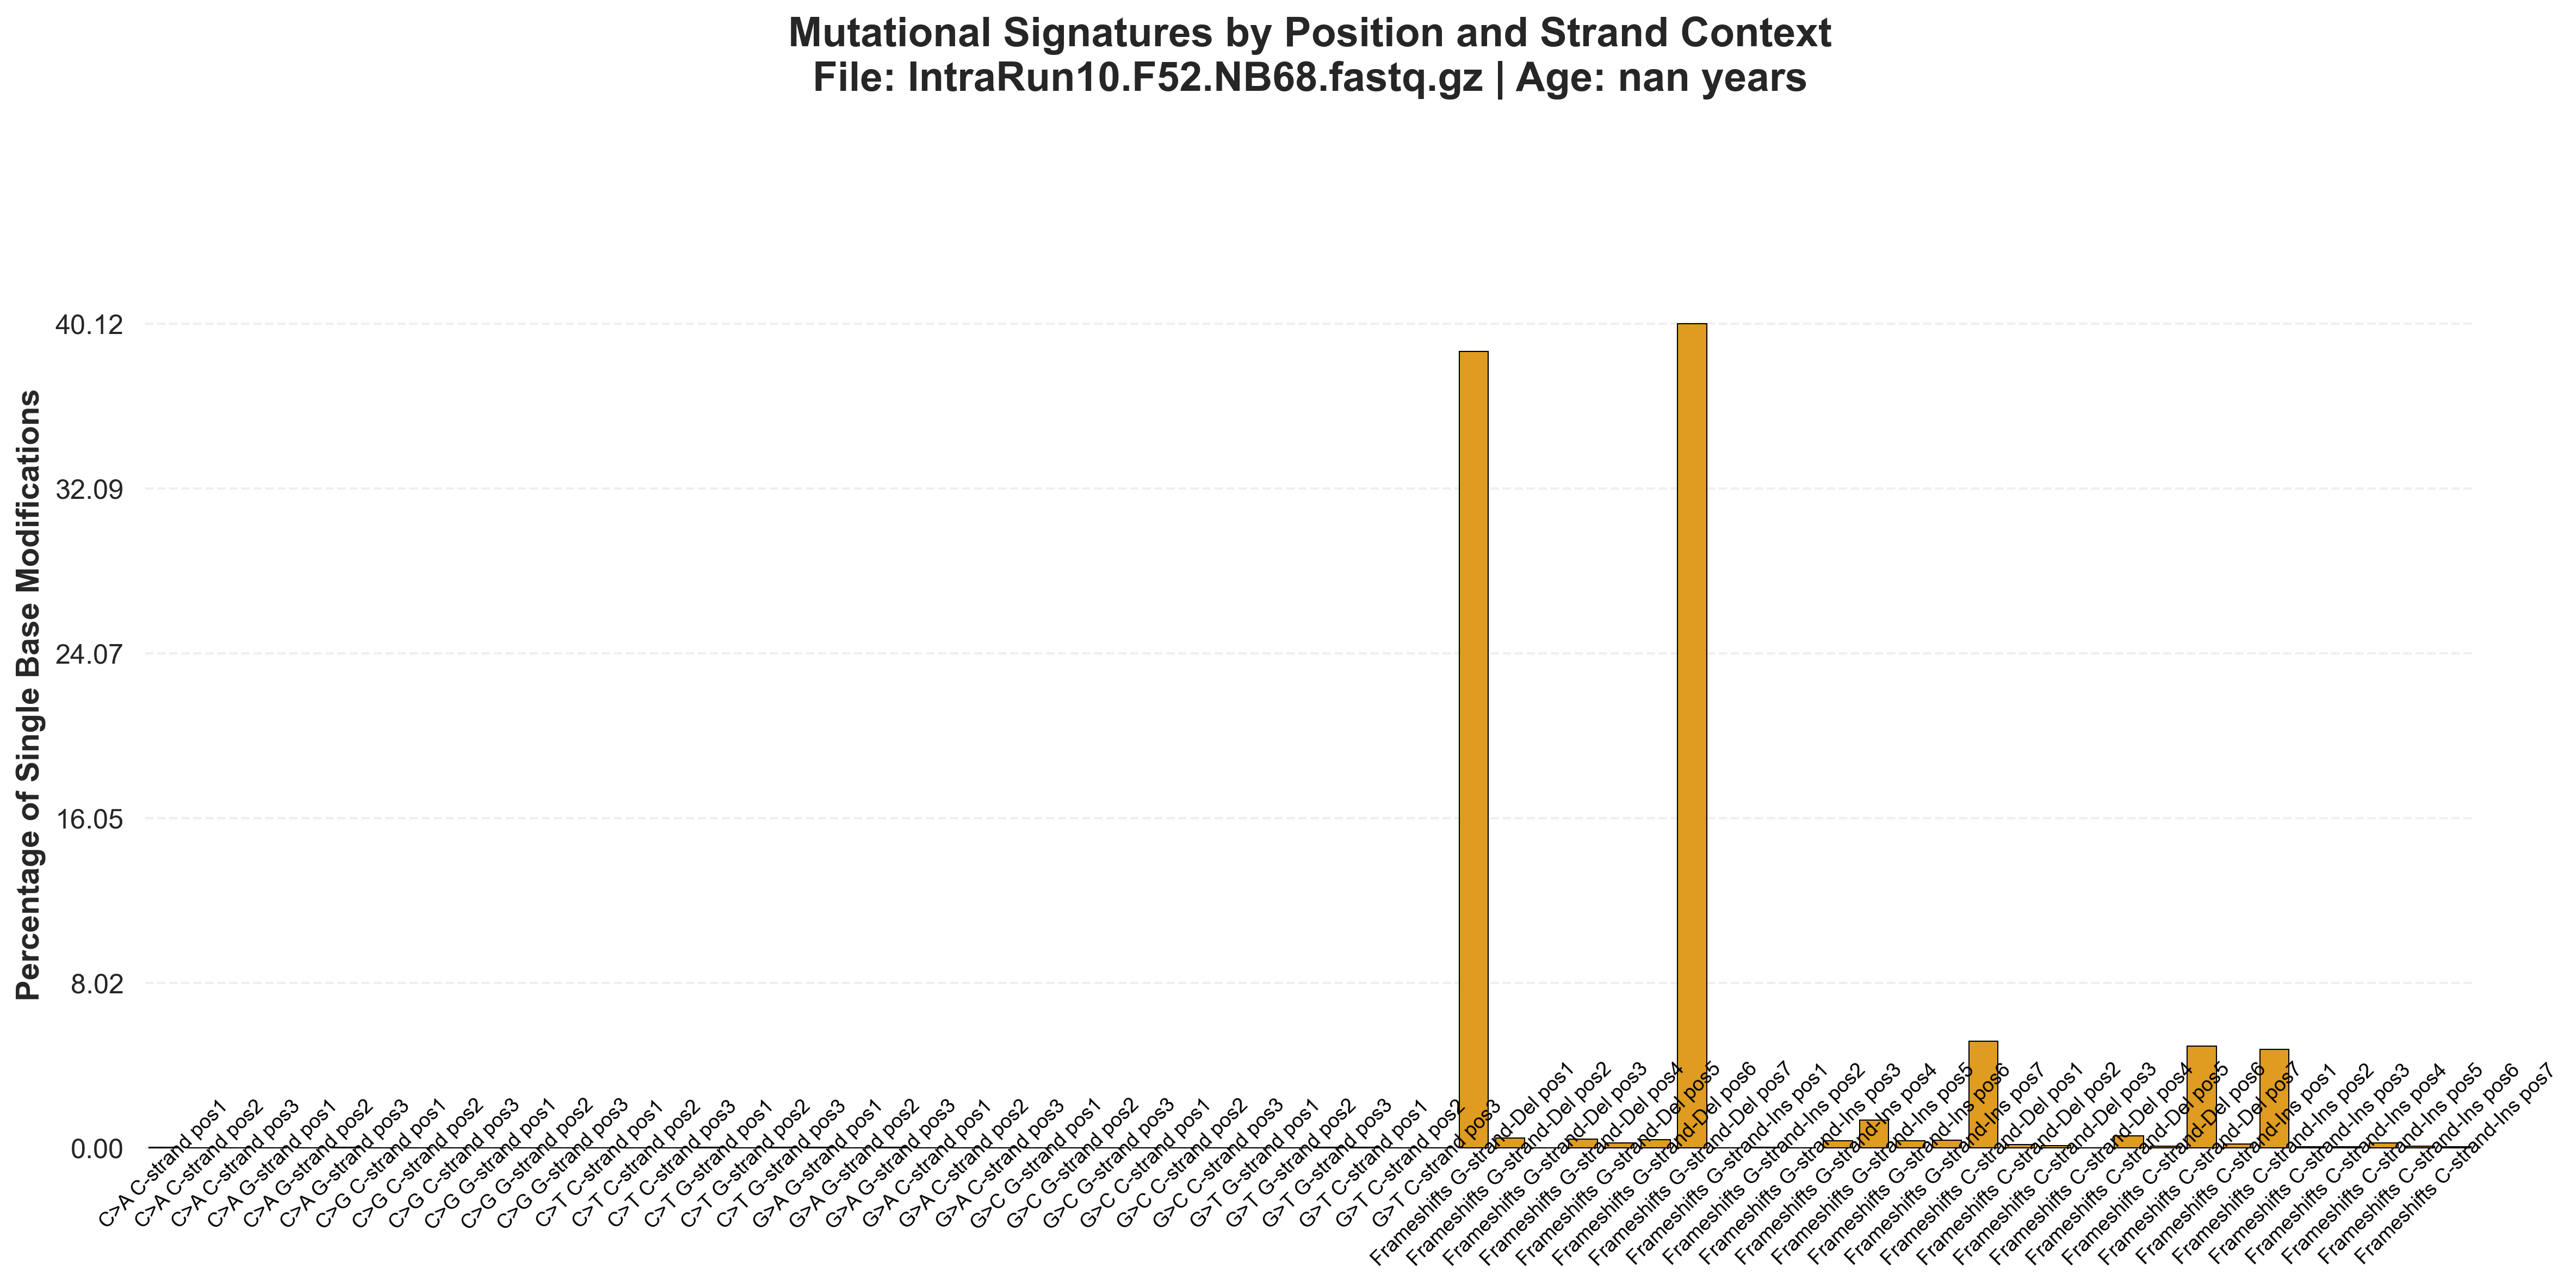 Mutational Signatures by Position and Strand Context
File: IntraRun10.F52.NB68.fastq.gz | Age: nan years
Percentage of Single Base Modifications
40.12
32.09
24.07
16.05
8.02
0.00
C>A C-strand pos1
C>A C-strand pos2
C>A C-strand pos3
C>A G-strand pos1
C>A G-strand pos2
C>A G-strand pos3
C>G C-strand pos1
C>G C-strand pos2
C>G C-strand pos3
C>G G-strand pos1
C>G G-strand pos2
C>G G-strand pos3
C>T C-strand pos1
C>T C-strand pos2
C>T C-strand pos3
C>T G-strand pos1
C>T G-strand pos2
C>T G-strand pos3
G>A G-strand pos1
G>A G-strand pos2
G>A G-strand pos3
G>A C-strand pos1
G>A C-strand pos2
G>A C-strand pos3
G>C G-strand pos1
G>C G-strand pos2
G>C G-strand pos3
G>C C-strand pos1
G>C C-strand pos2
G>C C-strand pos3
G>T G-strand pos1
G>T G-strand pos2
G>T G-strand pos3
G>T C-strand pos1
G>T C-strand pos2
G>T C-strand pos3
Frameshifts G-strand-Del pos1
Frameshifts G-strand-Del pos2
Frameshifts G-strand-Del pos3
Frameshifts G-strand-Del pos4
Frameshifts G-strand-Del pos5
Frameshifts G-strand-Del pos6
Frameshifts G-strand-Del pos7
Frameshifts G-strand-Ins pos1
Frameshifts G-strand-Ins pos2
Frameshifts G-strand-Ins pos3
Frameshifts G-strand-Ins pos4
Frameshifts G-strand-Ins pos5
Frameshifts G-strand-Ins pos6
Frameshifts G-strand-Ins pos7
Frameshifts C-strand-Del pos1
Frameshifts C-strand-Del pos2
Frameshifts C-strand-Del pos3
Frameshifts C-strand-Del pos4
Frameshifts C-strand-Del pos5
Frameshifts C-strand-Del pos6
Frameshifts C-strand-Del pos7
Frameshifts C-strand-Ins pos1
Frameshifts C-strand-Ins pos2
Frameshifts C-strand-Ins pos3
Frameshifts C-strand-Ins pos4
Frameshifts C-strand-Ins pos5
Frameshifts C-strand-Ins pos6
Frameshifts C-strand-Ins pos7